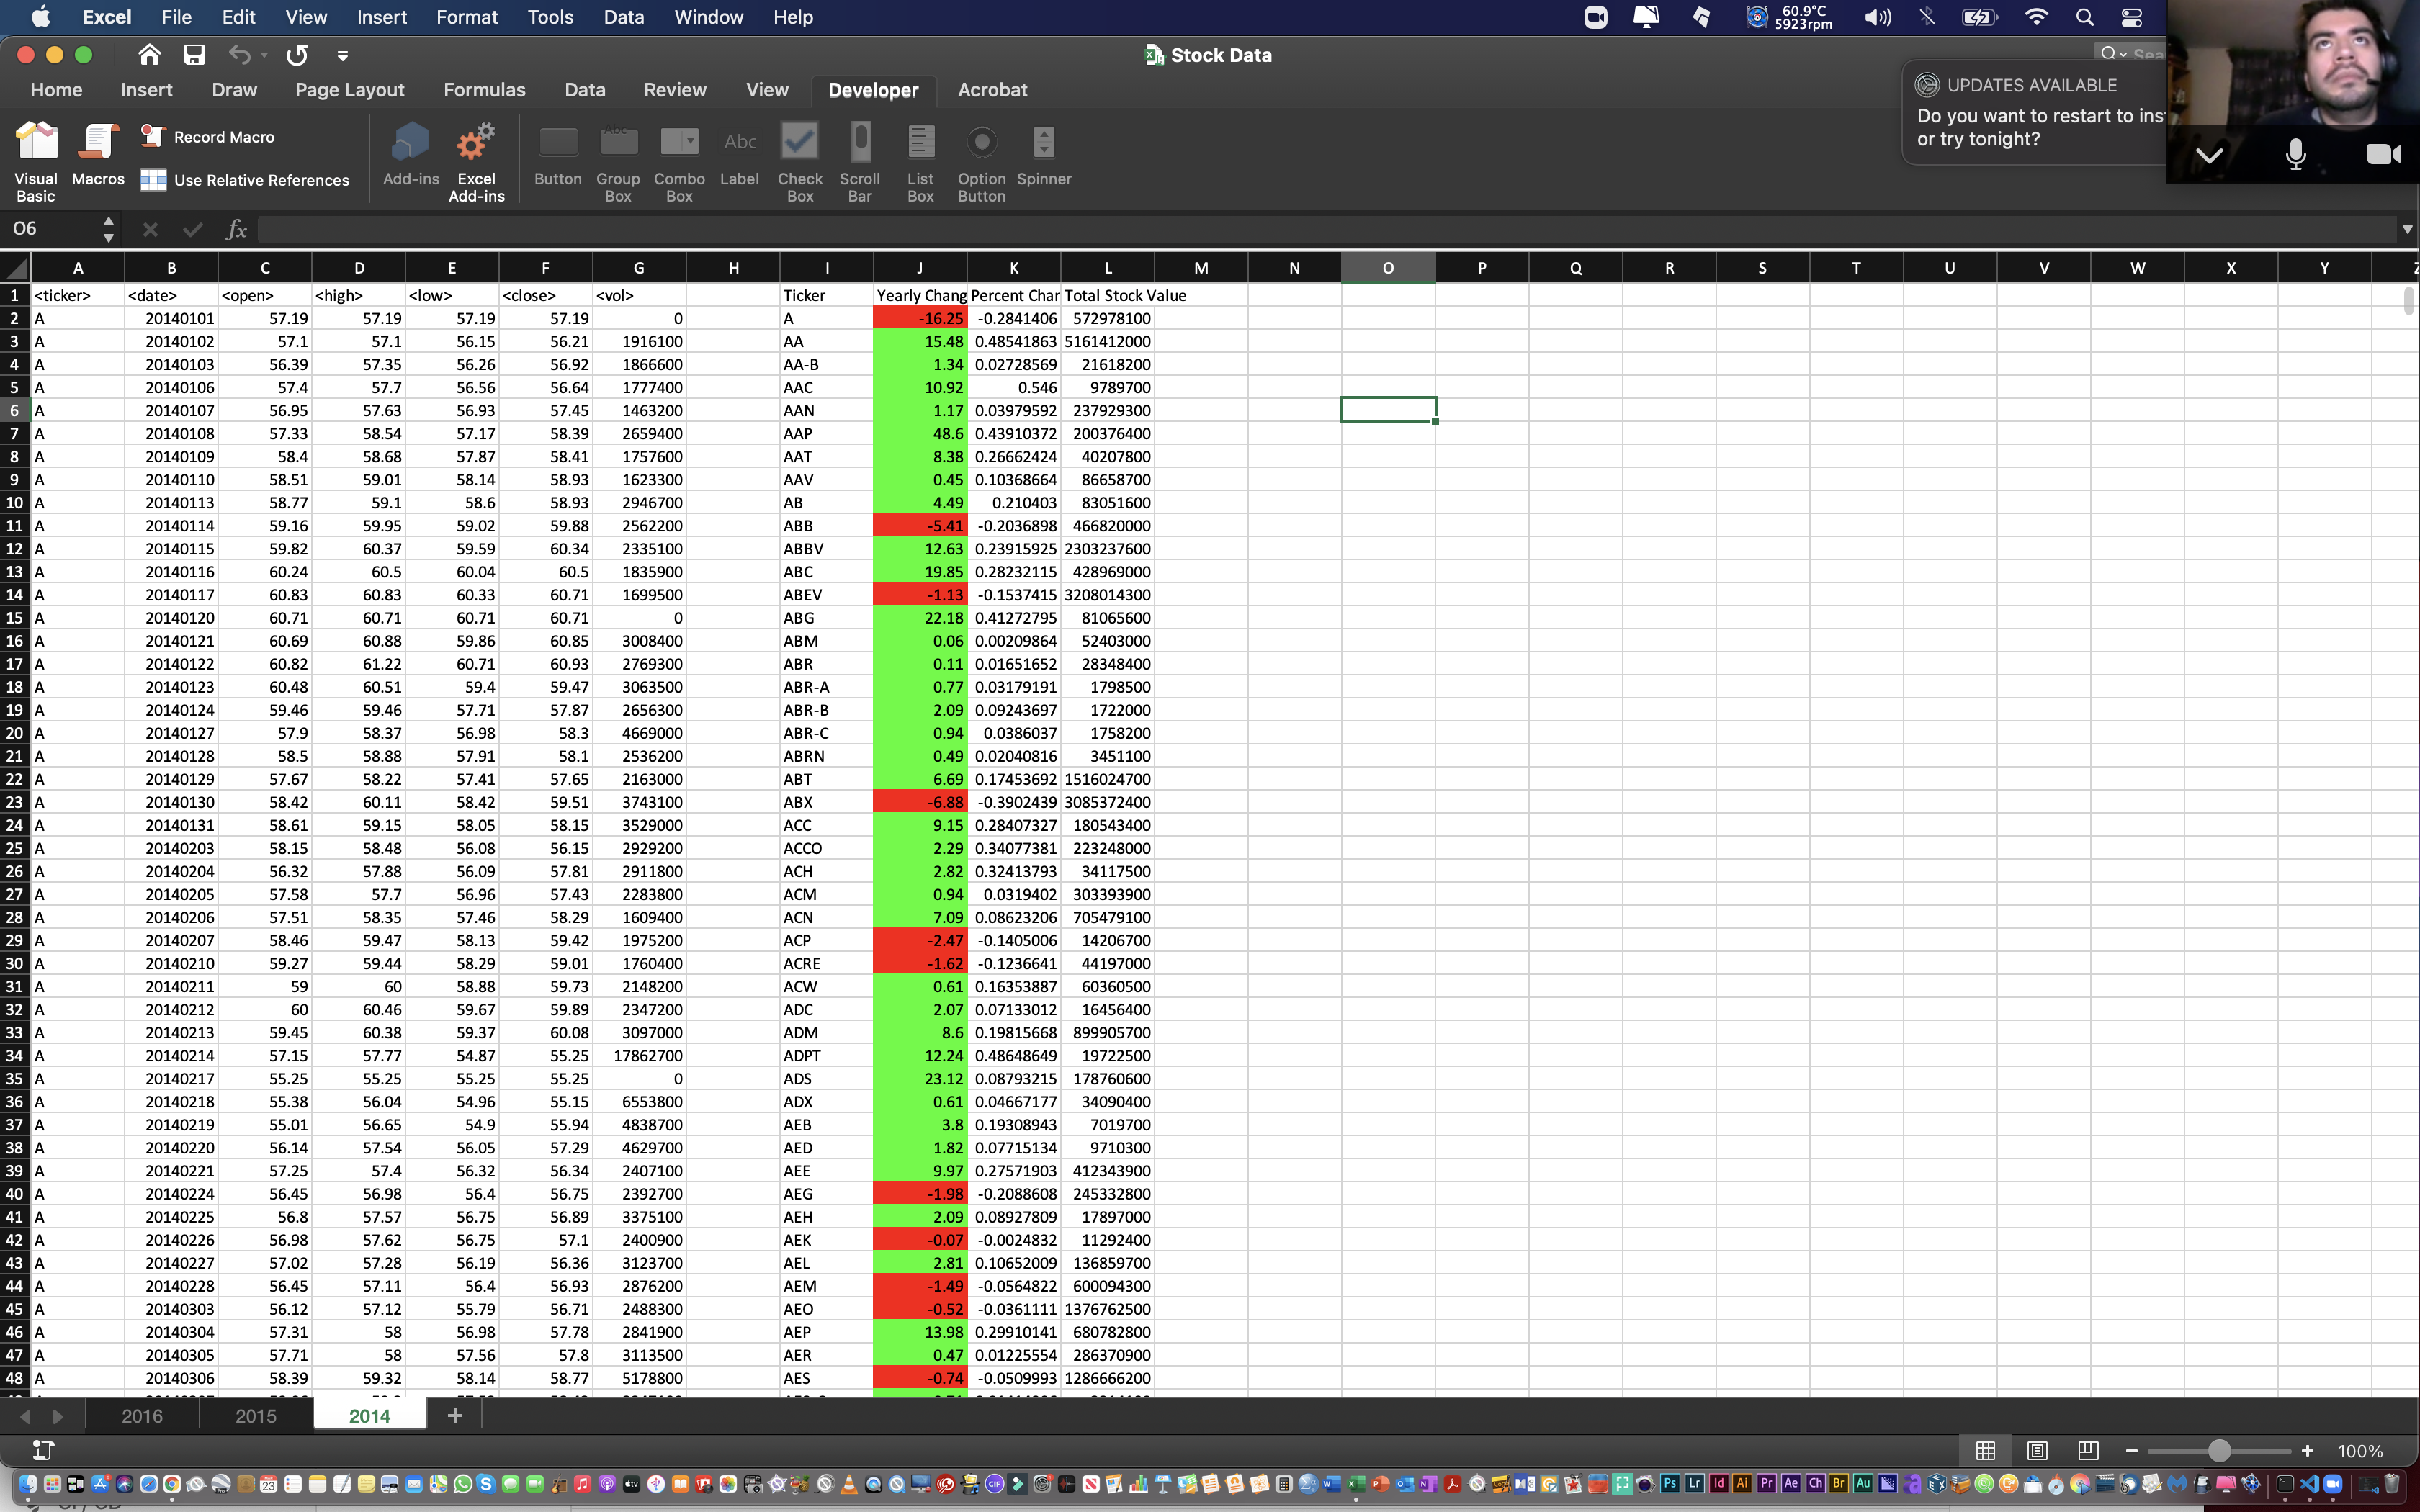 Excel File Edit View Insert Format Tools Data Window Help 60.9°C
5923rpm
Stock Data
Home Insert Draw Page Layout Formulas Data Review View Developer Acrobat
UPDATES AVAILABLE
Do you want to restart to ins
or try tonight?
Visual Basic Macros Record Macro Use Relative References Add-ins Excel Add-ins Button Group Box Combo Box Label Check Box Scroll Bar List Box Option Button Spinner
O6 fx
A B C D E F G H I J K L M N O P Q R S T U V W X Y
1 <ticker> <date> <open> <high> <low> <close> <vol> Ticker Yearly Chang Percent Char Total Stock Value
2 A 20140101 57.19 57.19 57.19 57.19 0 A -16.25 -0.2841406 572978100
3 A 20140102 57.1 57.1 56.15 56.21 1916100 AA 15.48 0.48541863 5161412000
4 A 20140103 56.39 57.35 56.26 56.92 1866600 AA-B 1.34 0.02728569 21618200
5 A 20140106 57.4 57.7 56.56 56.64 1777400 AAC 10.92 0.546 9789700
6 A 20140107 56.95 57.63 56.93 57.45 1463200 AAN 1.17 0.03979592 237929300
7 A 20140108 57.33 58.54 57.17 58.39 2659400 AAP 48.6 0.43910372 200376400
8 A 20140109 58.4 58.68 57.87 58.41 1757600 AAT 8.38 0.26662424 40207800
9 A 20140110 58.51 59.01 58.14 58.93 1623300 AAV 0.45 0.10368664 86658700
10 A 20140113 58.77 59.1 58.6 58.93 2946700 AB 4.49 0.210403 83051600
11 A 20140114 59.16 59.95 59.02 59.88 2562200 ABB -5.41 -0.2036898 466820000
12 A 20140115 59.82 60.37 59.59 60.34 2335100 ABBV 12.63 0.23915925 2303237600
13 A 20140116 60.24 60.5 60.04 60.5 1835900 ABC 19.85 0.28232115 428969000
14 A 20140117 60.83 60.83 60.33 60.71 1699500 ABEV -1.13 -0.1537415 3208014300
15 A 20140120 60.71 60.71 60.71 60.71 0 ABG 22.18 0.41272795 81065600
16 A 20140121 60.69 60.88 59.86 60.85 3008400 ABM 0.06 0.00209864 52403000
17 A 20140122 60.82 61.22 60.71 60.93 2769300 ABR 0.11 0.01651652 28348400
18 A 20140123 60.48 60.51 59.4 59.47 3063500 ABR-A 0.77 0.03179191 1798500
19 A 20140124 59.46 59.46 57.71 57.87 2656300 ABR-B 2.09 0.09243697 1722000
20 A 20140127 57.9 58.37 56.98 58.3 4669000 ABR-C 0.94 0.0386037 1758200
21 A 20140128 58.5 58.88 57.91 58.1 2536200 ABRN 0.49 0.02040816 3451100
22 A 20140129 57.67 58.22 57.41 57.65 2163000 ABT 6.69 0.17453692 1516024700
23 A 20140130 58.42 60.11 58.42 59.51 3743100 ABX -6.88 -0.3902439 3085372400
24 A 20140131 58.61 59.15 58.05 58.15 3529000 ACC 9.15 0.28407327 180543400
25 A 20140203 58.15 58.48 56.08 56.15 2929200 ACCO 2.29 0.34077381 223248000
26 A 20140204 56.32 57.88 56.09 57.81 2911800 ACH 2.82 0.32413793 34117500
27 A 20140205 57.58 57.7 56.96 57.43 2283800 ACM 0.94 0.0319402 303393900
28 A 20140206 57.51 58.35 57.46 58.29 1609400 ACN 7.09 0.08623206 705479100
29 A 20140207 58.46 59.47 58.13 59.42 1975200 ACP -2.47 -0.1405006 14206700
30 A 20140210 59.27 59.44 58.29 59.01 1760400 ACRE -1.62 -0.1236641 44197000
31 A 20140211 59 60 58.88 59.73 2148200 ACW 0.61 0.16353887 60360500
32 A 20140212 60 60.46 59.67 59.89 2347200 ADC 2.07 0.07133012 16456400
33 A 20140213 59.45 60.38 59.37 60.08 3097000 ADM 8.6 0.19815668 899905700
34 A 20140214 57.15 57.77 54.87 55.25 17862700 ADPT 12.24 0.48648649 19722500
35 A 20140217 55.25 55.25 55.25 55.25 0 ADS 23.12 0.08793215 178760600
36 A 20140218 55.38 56.04 54.96 55.15 6553800 ADX 0.61 0.04667177 34090400
37 A 20140219 55.01 56.65 54.9 55.94 4838700 AEB 3.8 0.19308943 7019700
38 A 20140220 56.14 57.54 56.05 57.29 4629700 AED 1.82 0.07715134 9710300
39 A 20140221 57.25 57.4 56.32 56.34 2407100 AEE 9.97 0.27571903 412343900
40 A 20140224 56.45 56.98 56.4 56.75 2392700 AEG -1.98 -0.2088608 245332800
41 A 20140225 56.8 57.57 56.75 56.89 3375100 AEH 2.09 0.08927809 17897000
42 A 20140226 56.98 57.62 56.75 57.1 2400900 AEK -0.07 -0.0024832 11292400
43 A 20140227 57.02 57.28 56.19 56.36 3123700 AEL 2.81 0.10652009 136859700
44 A 20140228 56.45 57.11 56.4 56.93 2876200 AEM -1.49 -0.0564822 600094300
45 A 20140303 56.12 57.12 55.79 56.71 2488300 AEO -0.52 -0.0361111 1376762500
46 A 20140304 57.31 58 56.98 57.78 2841900 AEP 13.98 0.29910141 680782800
47 A 20140305 57.71 58 57.56 57.8 3113500 AER 0.47 0.01225554 286370900
48 A 20140306 58.39 59.32 58.14 58.77 5178800 AES -0.74 -0.0509993 1286666200
2016 2015 2014 +
100%